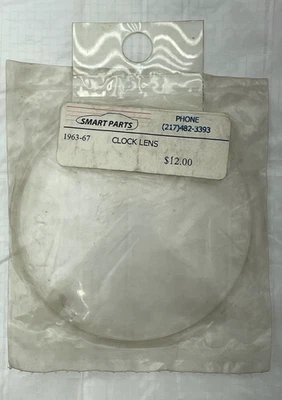 SMART PARTS
PHONE
(217)482-3393
1963-67 CLOCK LENS
$12.00